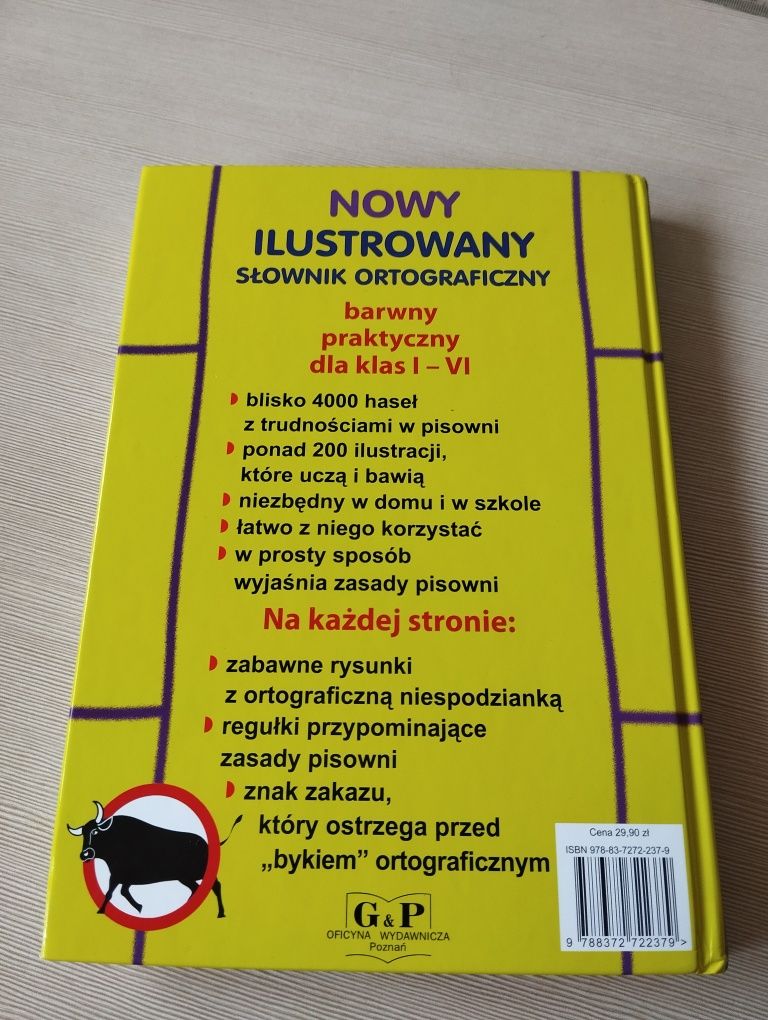 NOWY
ILUSTROWANY
SŁOWNIK ORTOGRAFICZNY
barwny
praktyczny
dla klas I – VI
blisko 4000 haseł
z trudnościami w pisowni
ponad 200 ilustracji,
które uczą i bawią
niezbędny w domu i w szkole
łatwo z niego korzystać
w prosty sposób
wyjaśnia zasady pisowni
Na każdej stronie:
zabawne rysunki
z ortograficzną niespodzianką
regułki przypominające
zasady pisowni
znak zakazu,
który ostrzega przed
„bykiem” ortograficznym
G&P
OFICYNA WYDAWNICZA
Poznań
Cena 29,90 zł
ISBN 978-83-7272-237-9
9 788372 722379 >